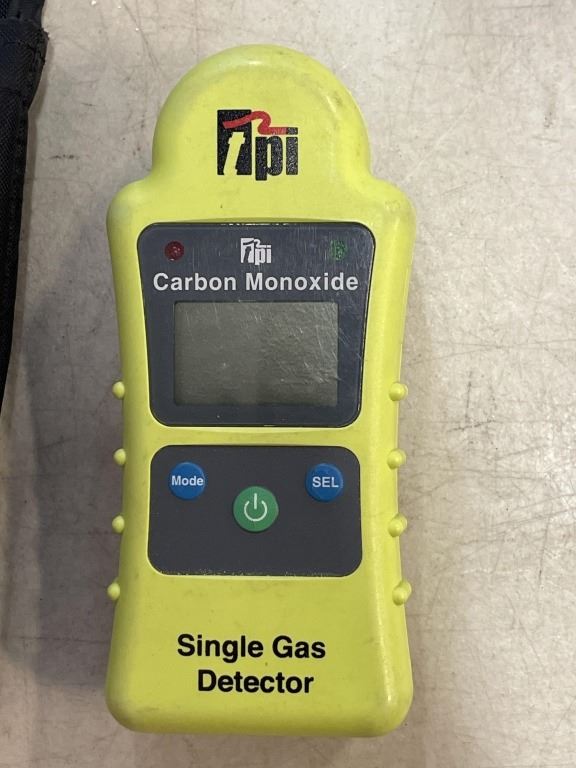 tpi
tpi
Carbon Monoxide
Mode
SEL
Single Gas
Detector